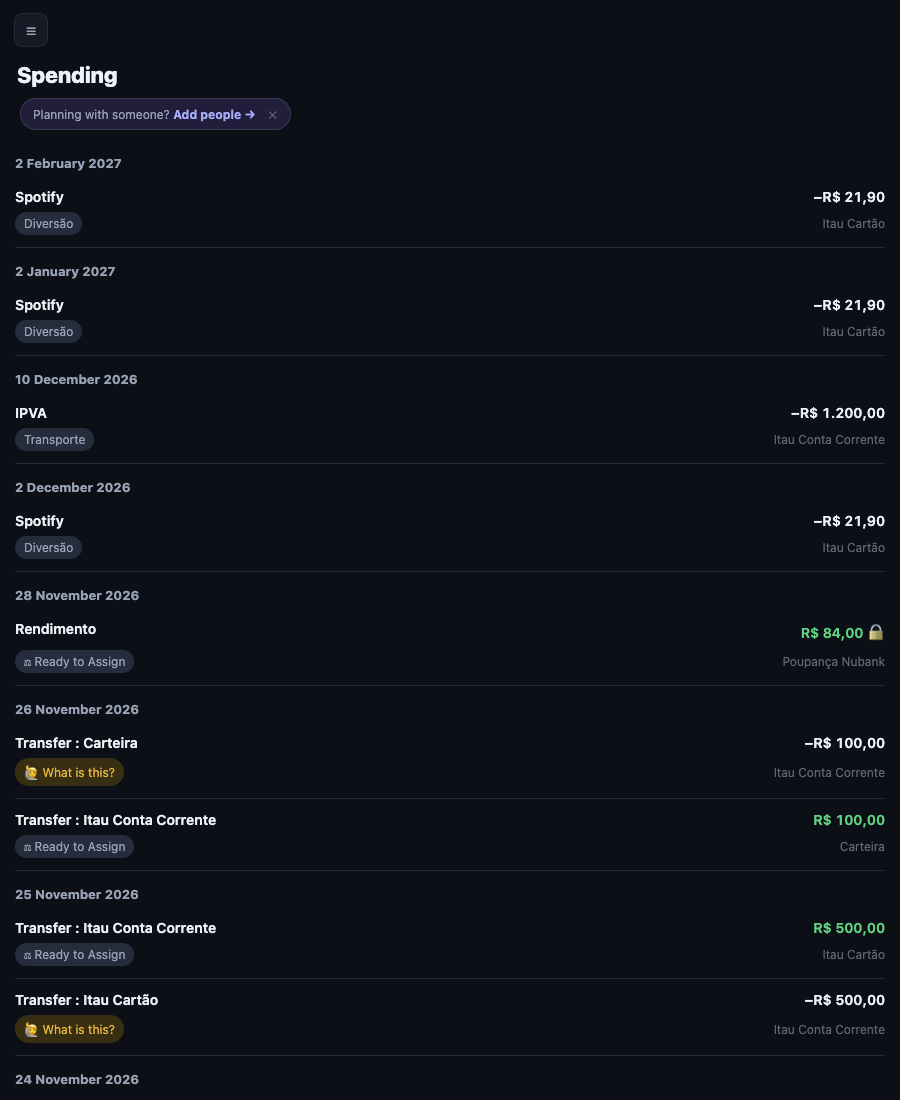 Spending
Planning with someone? Add people →
2 February 2027
Spotify –R$ 21,90
Diversão Itau Cartão
2 January 2027
Spotify –R$ 21,90
Diversão Itau Cartão
10 December 2026
IPVA –R$ 1.200,00
Transporte Itau Conta Corrente
2 December 2026
Spotify –R$ 21,90
Diversão Itau Cartão
28 November 2026
Rendimento R$ 84,00 🔒
⚖ Ready to Assign Poupança Nubank
26 November 2026
Transfer : Carteira –R$ 100,00
🙋 What is this? Itau Conta Corrente
Transfer : Itau Conta Corrente R$ 100,00
⚖ Ready to Assign Carteira
25 November 2026
Transfer : Itau Conta Corrente R$ 500,00
⚖ Ready to Assign Itau Cartão
Transfer : Itau Cartão –R$ 500,00
🙋 What is this? Itau Conta Corrente
24 November 2026